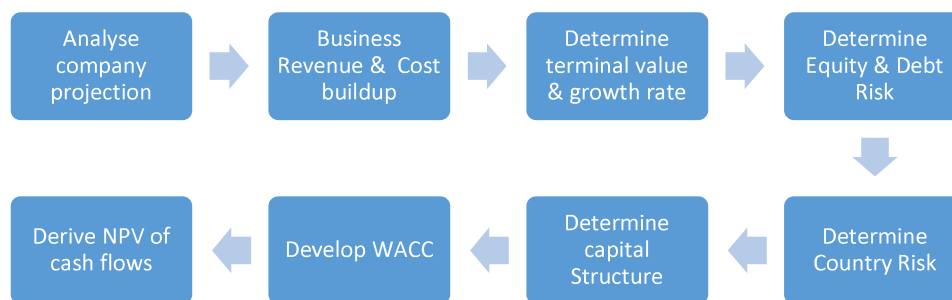 Analyse
company
projection
Business
Revenue & Cost
buildup
Determine
terminal value
& growth rate
Determine
Equity & Debt
Risk
Determine
Country Risk
Determine
capital
Structure
Develop WACC
Derive NPV of
cash flows